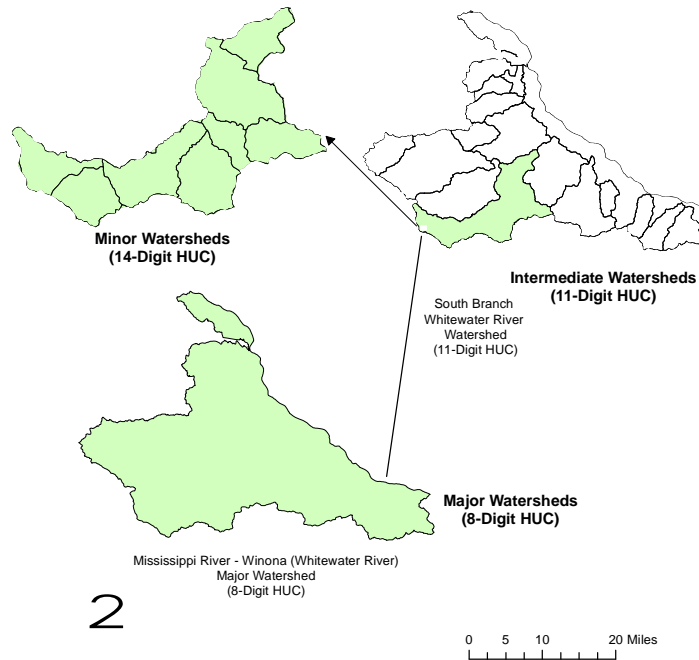 Minor Watersheds
(14-Digit HUC)
Intermediate Watersheds
(11-Digit HUC)
South Branch
Whitewater River
Watershed
(11-Digit HUC)
Major Watersheds
(8-Digit HUC)
Mississippi River - Winona (Whitewater River)
Major Watershed
(8-Digit HUC)
2
0 5 10 20 Miles